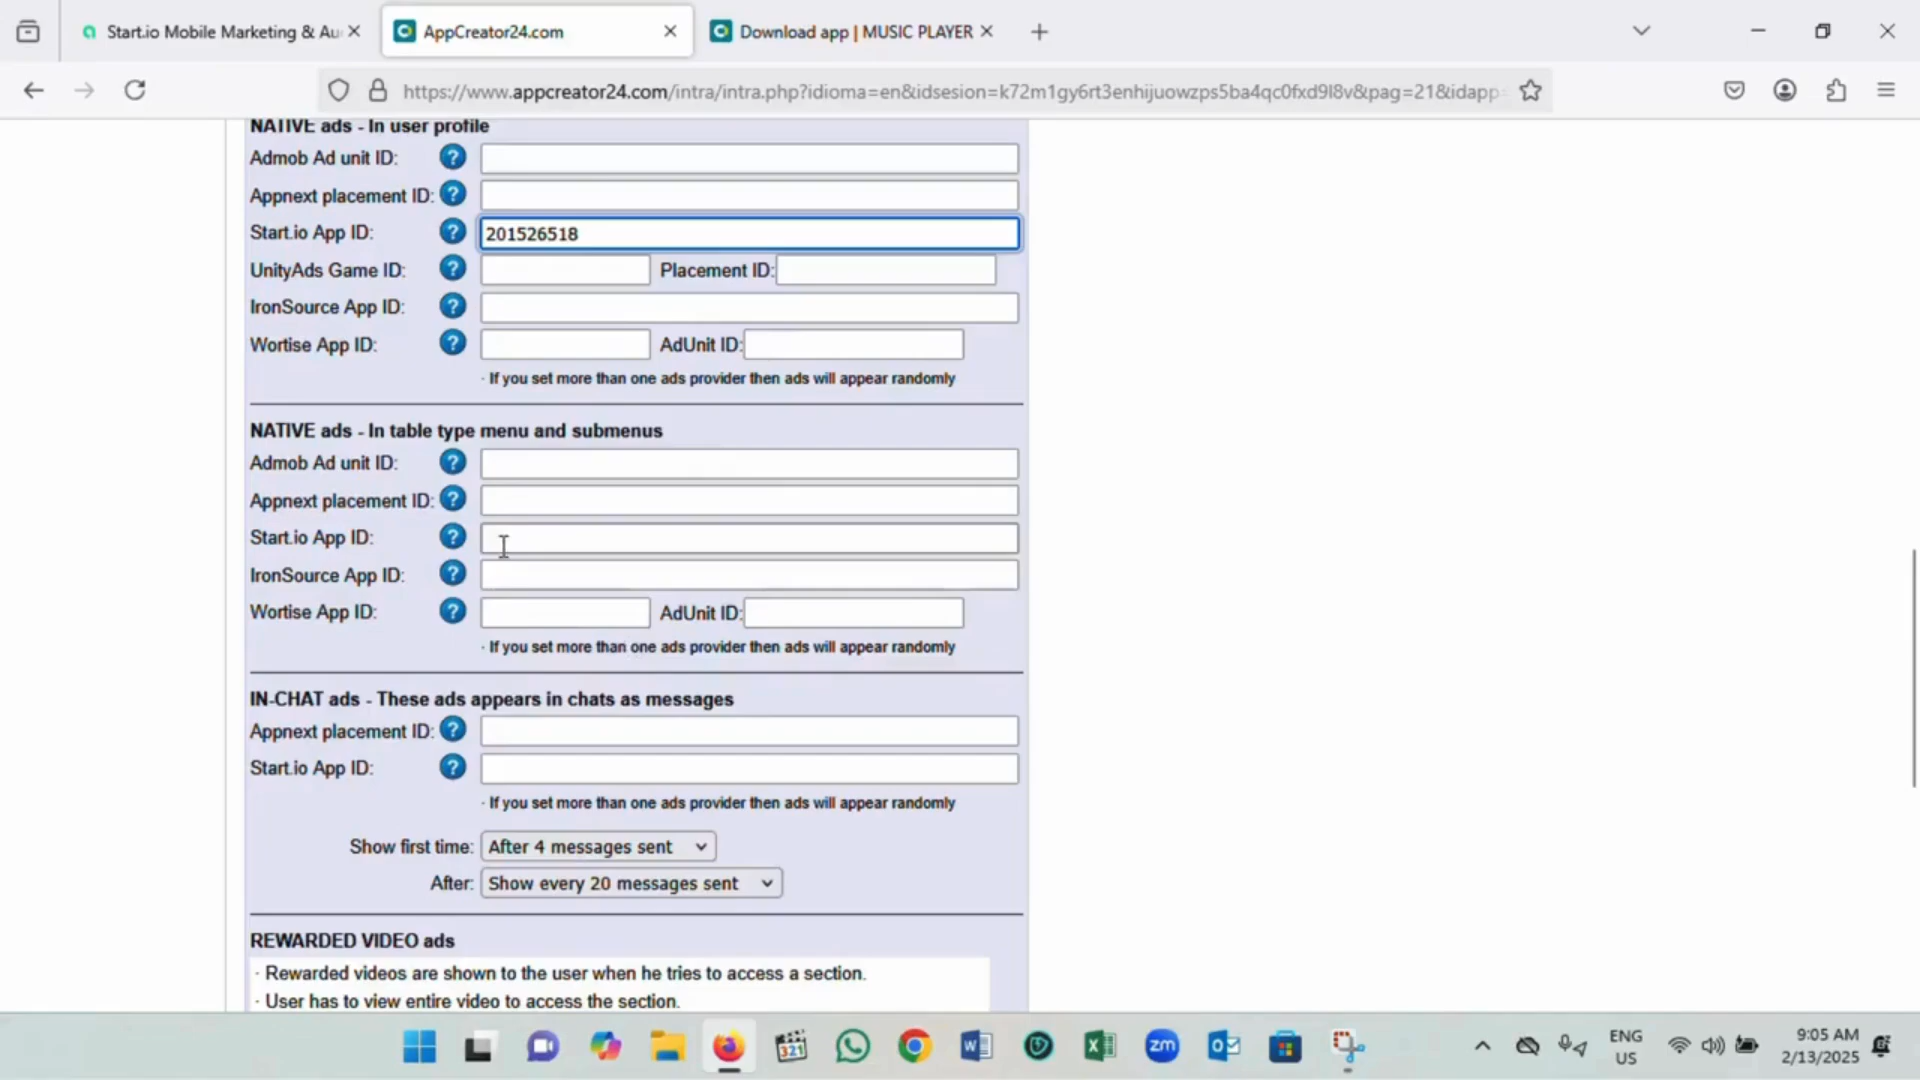 Start.io Mobile Marketing & Au
AppCreator24.com
Download app | MUSIC PLAYER
https://www.appcreator24.com/intra/intra.php?idioma=en&idsesion=k72m1gy6rt3enhijuowzps5ba4qc0fxd9l8v&pag=21&idapp=
NATIVE ads - In user profile
Admob Ad unit ID: ?
Appnext placement ID: ?
Start.io App ID: ? 201526518
UnityAds Game ID: ? Placement ID:
IronSource App ID: ?
Wortise App ID: ? AdUnit ID:
· If you set more than one ads provider then ads will appear randomly
NATIVE ads - In table type menu and submenus
Admob Ad unit ID: ?
Appnext placement ID: ?
Start.io App ID: ?
IronSource App ID: ?
Wortise App ID: ? AdUnit ID:
· If you set more than one ads provider then ads will appear randomly
IN-CHAT ads - These ads appears in chats as messages
Appnext placement ID: ?
Start.io App ID: ?
· If you set more than one ads provider then ads will appear randomly
Show first time: After 4 messages sent
After: Show every 20 messages sent
REWARDED VIDEO ads
· Rewarded videos are shown to the user when he tries to access a section.
· User has to view entire video to access the section.
321
W
X
zm
O
ENG
US
9:05 AM
2/13/2025